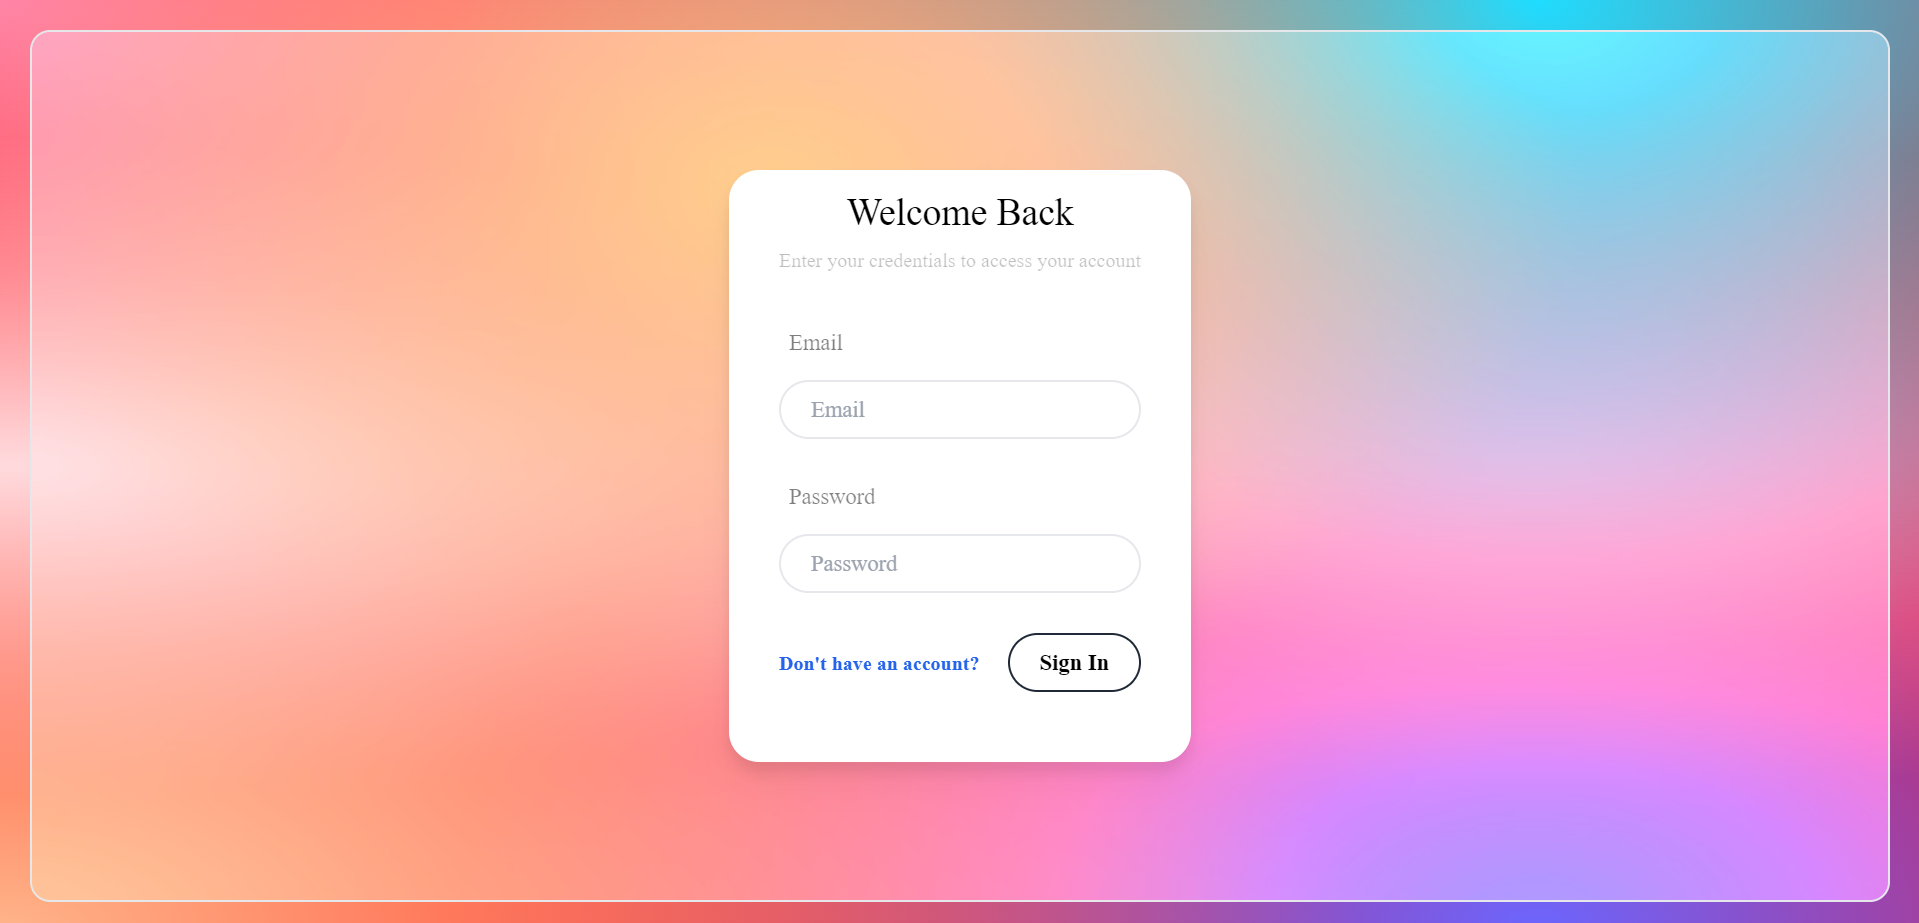 Welcome Back
Enter your credentials to access your account
Email
Email
Password
Password
Don't have an account?
Sign In